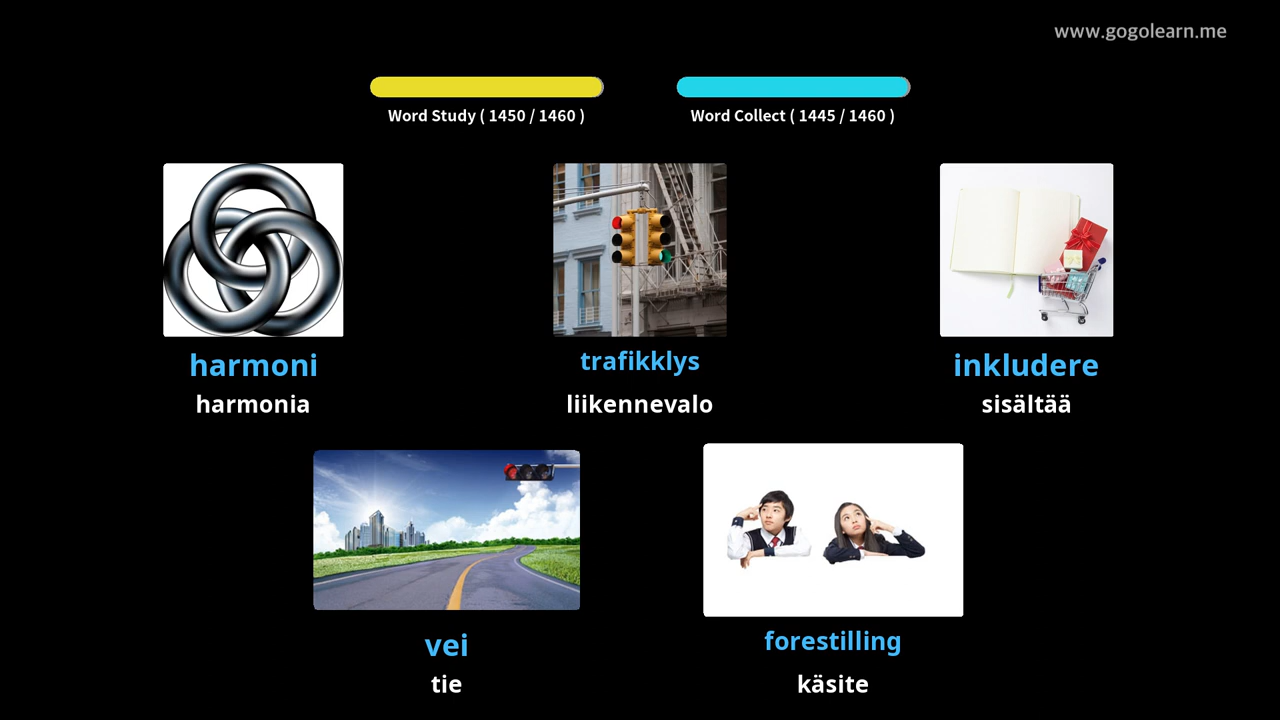 www.gogolearn.me
Word Study ( 1450 / 1460 )
Word Collect ( 1445 / 1460 )
harmoni
harmonia
trafikklys
liikennevalo
inkludere
sisältää
vei
tie
forestilling
käsite